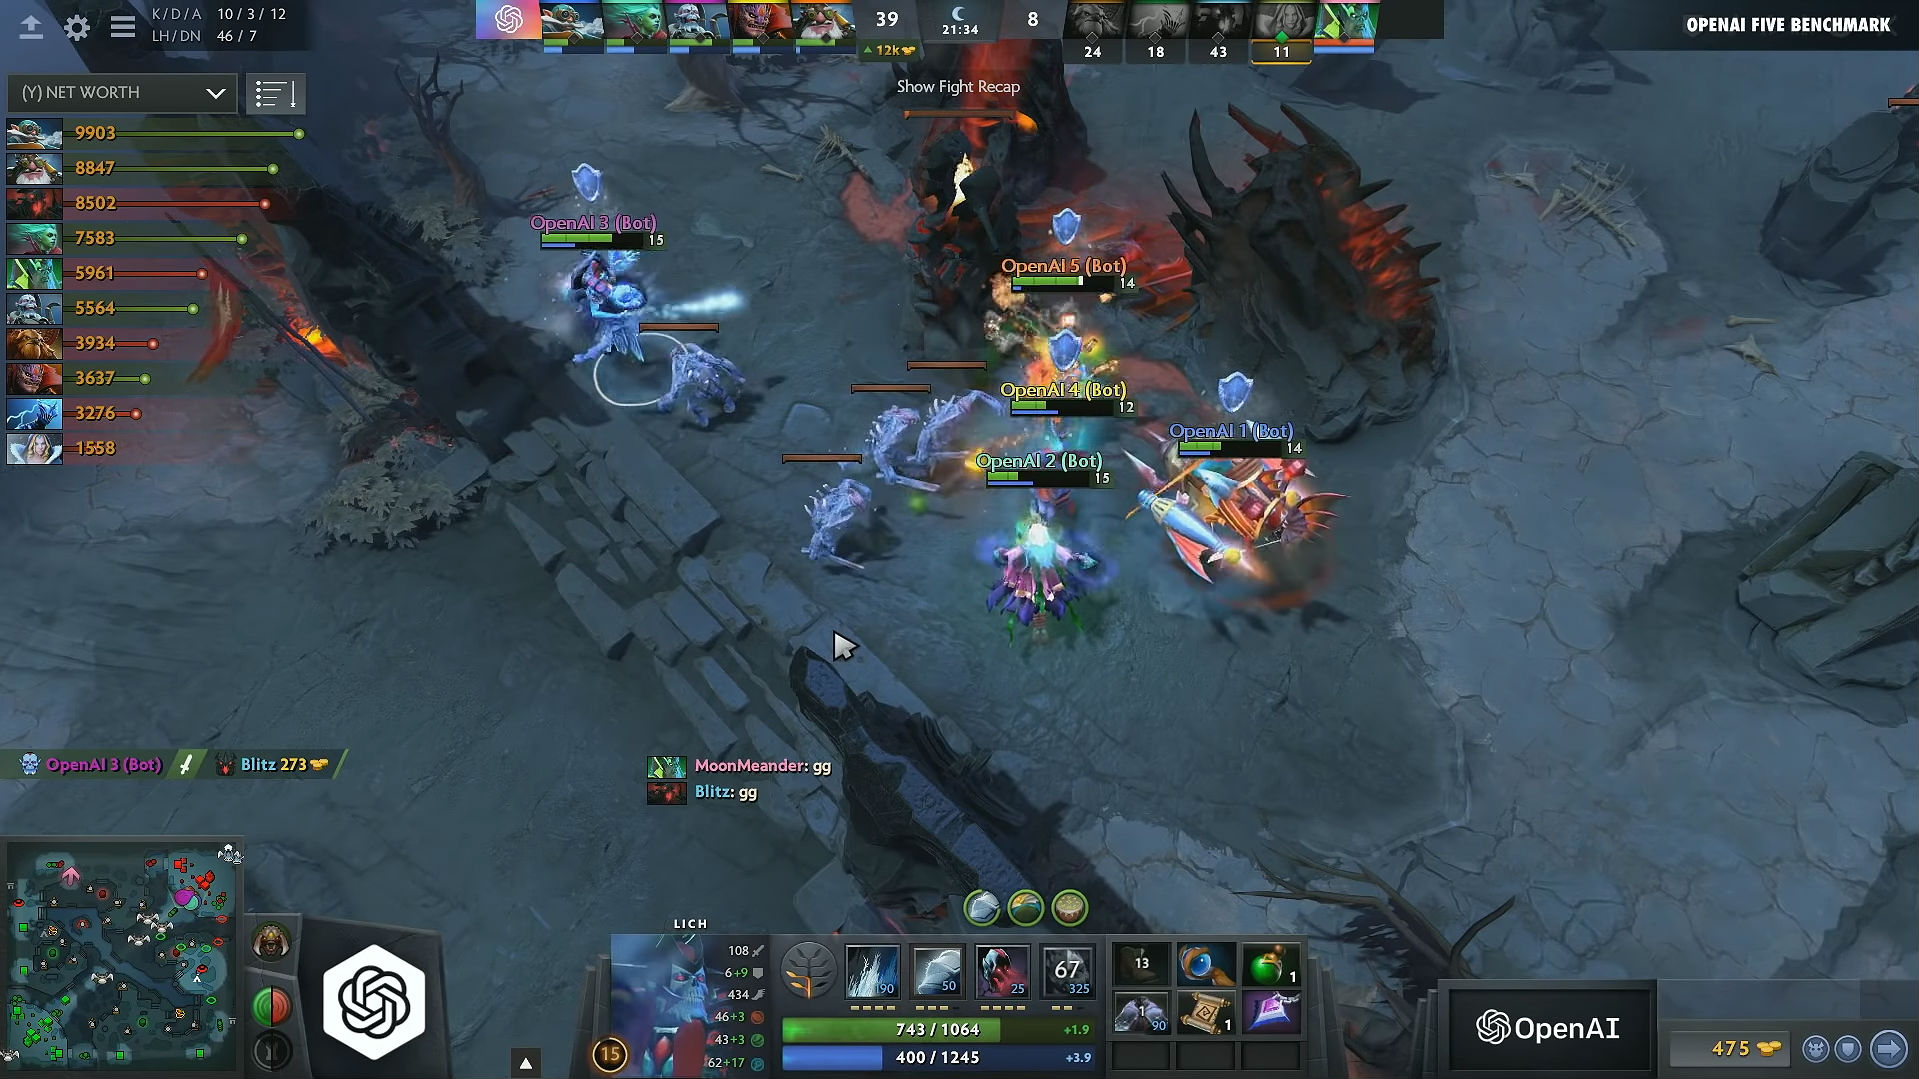 K/D/A 10 / 3 / 12
LH/DN 46 / 7
39
21:34
8
12k
24
18
43
11
OPENAI FIVE BENCHMARK
Show Fight Recap
(Y) NET WORTH
9903
8847
8502
7583
5961
5564
3934
3637
3276
1558
OpenAI 3 (Bot)
15
OpenAI 5 (Bot)
14
OpenAI 4 (Bot)
12
OpenAI 1 (Bot)
14
OpenAI 2 (Bot)
15
OpenAI 3 (Bot) Blitz 273
MoonMeander: gg
Blitz: gg
LICH
108
6+9
434
46+3
43+3
62+17
15
190
50
25
67
325
743 / 1064 +1.9
400 / 1245 +3.9
13
1
1
90
1
OpenAI
475